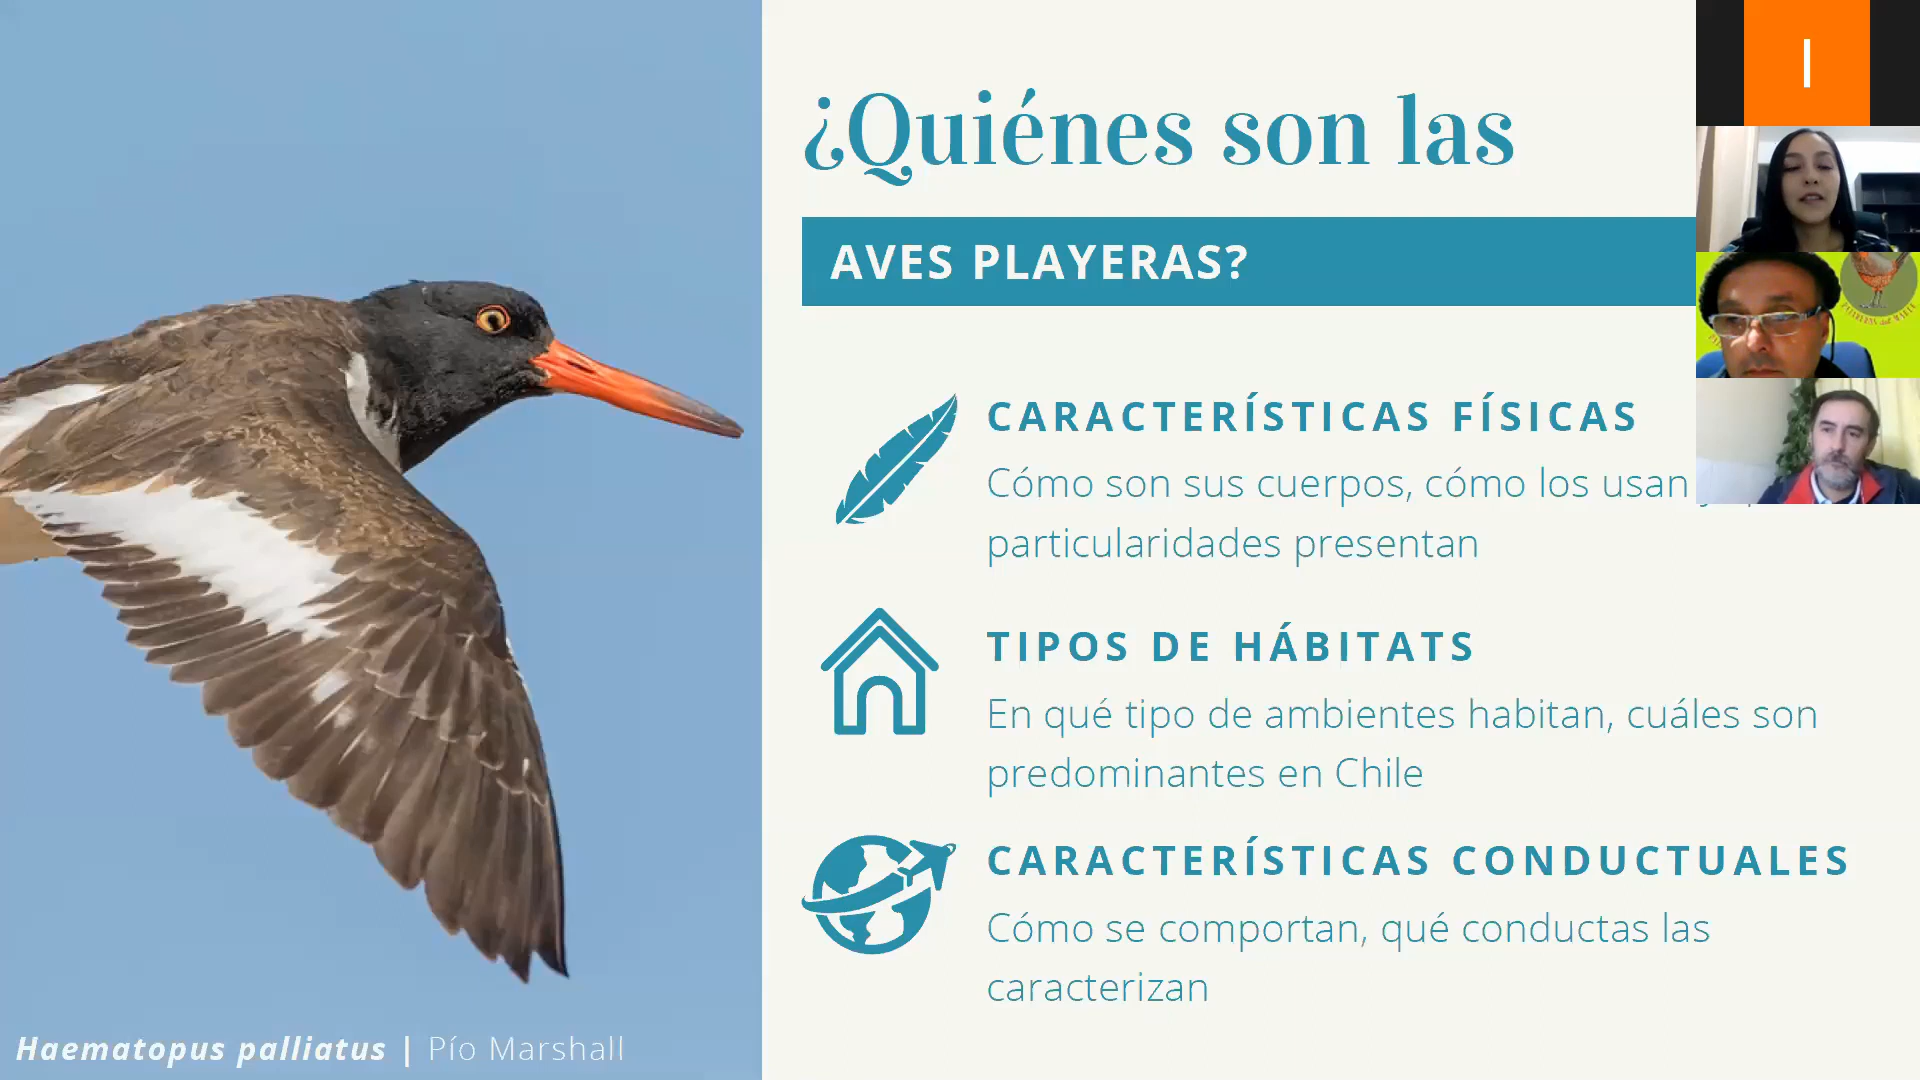 ¿Quiénes son las
AVES PLAYERAS?
CARACTERÍSTICAS FÍSICAS
Cómo son sus cuerpos, cómo los usan
particularidades presentan
TIPOS DE HÁBITATS
En qué tipo de ambientes habitan, cuáles son
predominantes en Chile
CARACTERÍSTICAS CONDUCTUALES
Cómo se comportan, qué conductas las
caracterizan
Haematopus palliatus | Pío Marshall
I